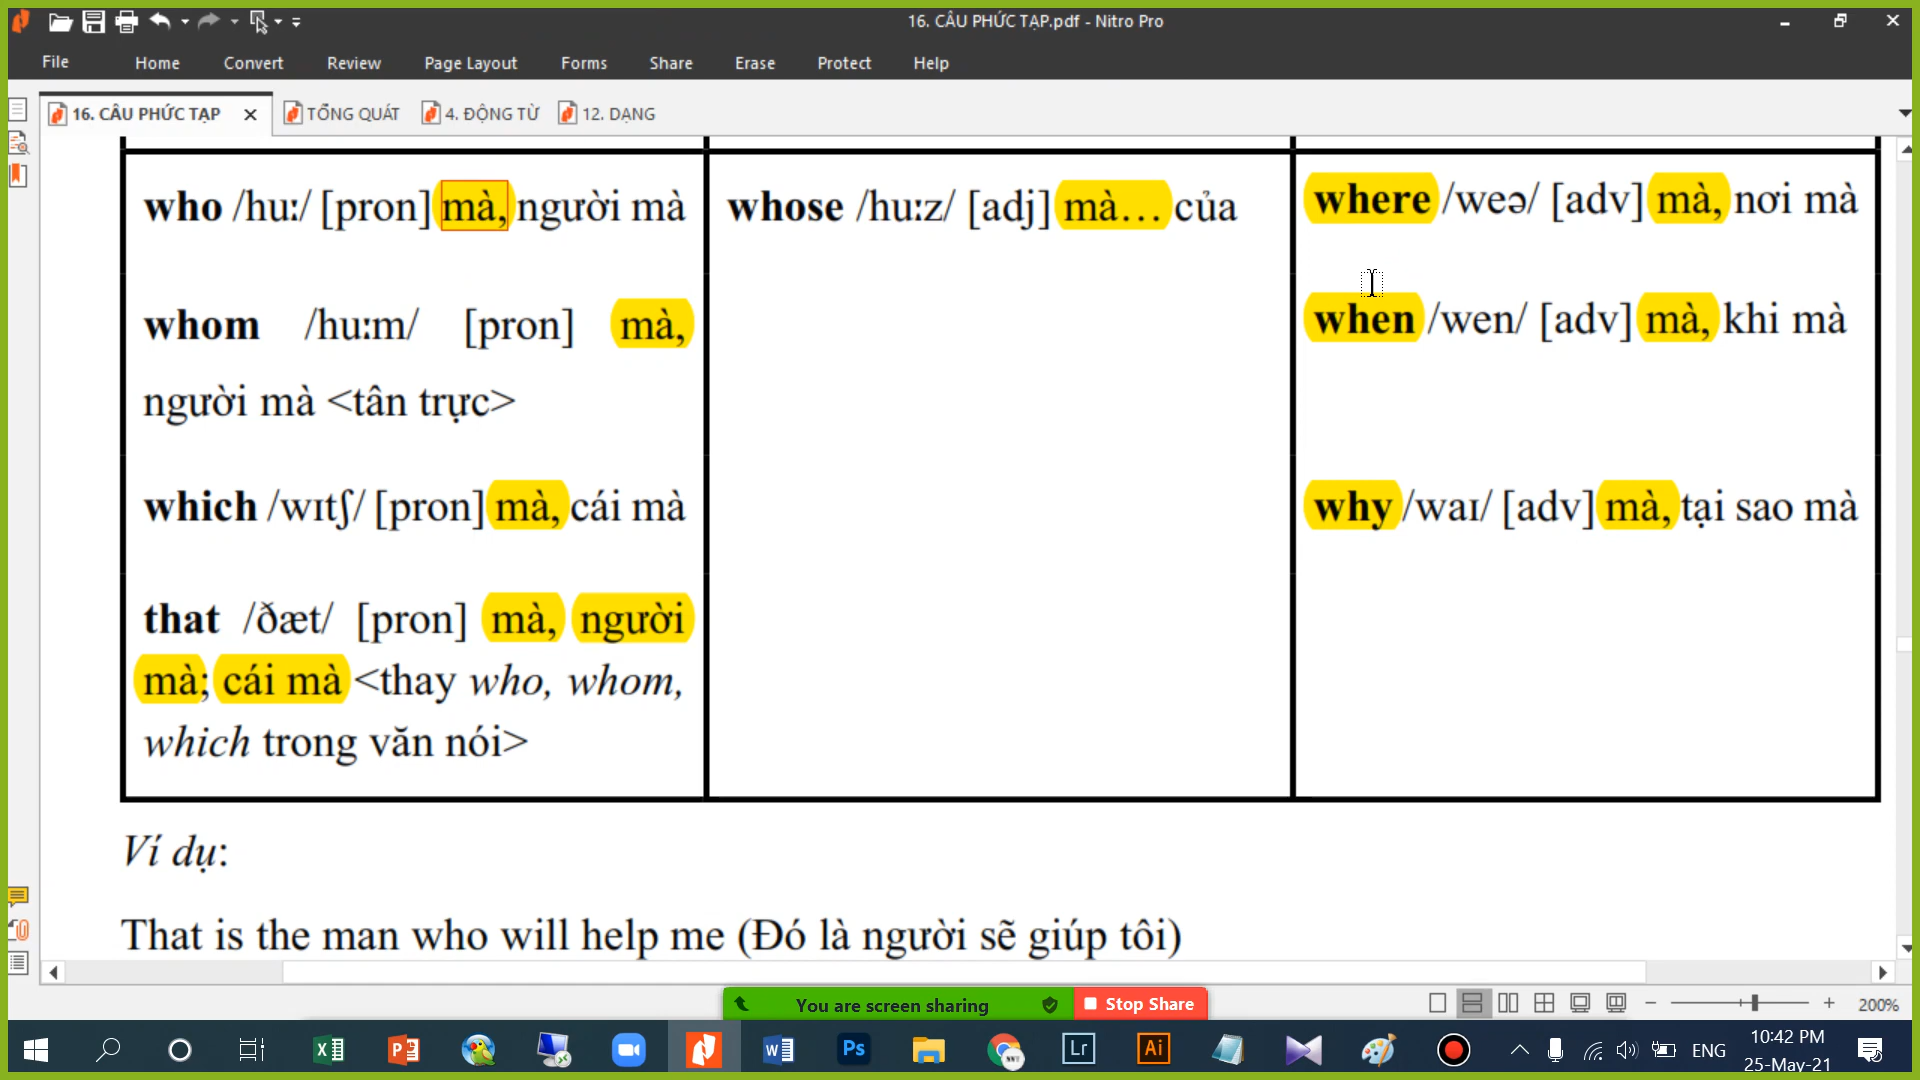 16. CÂU PHỨC TẠP.pdf - Nitro Pro
File Home Convert Review Page Layout Forms Share Erase Protect Help
16. CÂU PHỨC TẠP TỔNG QUÁT 4. ĐỘNG TỪ 12. DẠNG
who /huː/ [pron] mà, người mà
whom /huːm/ [pron] mà,
người mà <tân trực>
which /wɪtʃ/ [pron] mà, cái mà
that /ðæt/ [pron] mà, người
mà; cái mà <thay who, whom,
which trong văn nói>
whose /huːz/ [adj] mà… của
where /weə/ [adv] mà, nơi mà
when /wen/ [adv] mà, khi mà
why /waɪ/ [adv] mà, tại sao mà
Ví dụ:
That is the man who will help me (Đó là người sẽ giúp tôi)
You are screen sharing Stop Share
200%
Ps Lr Ai
ENG
10:42 PM
25-May-21